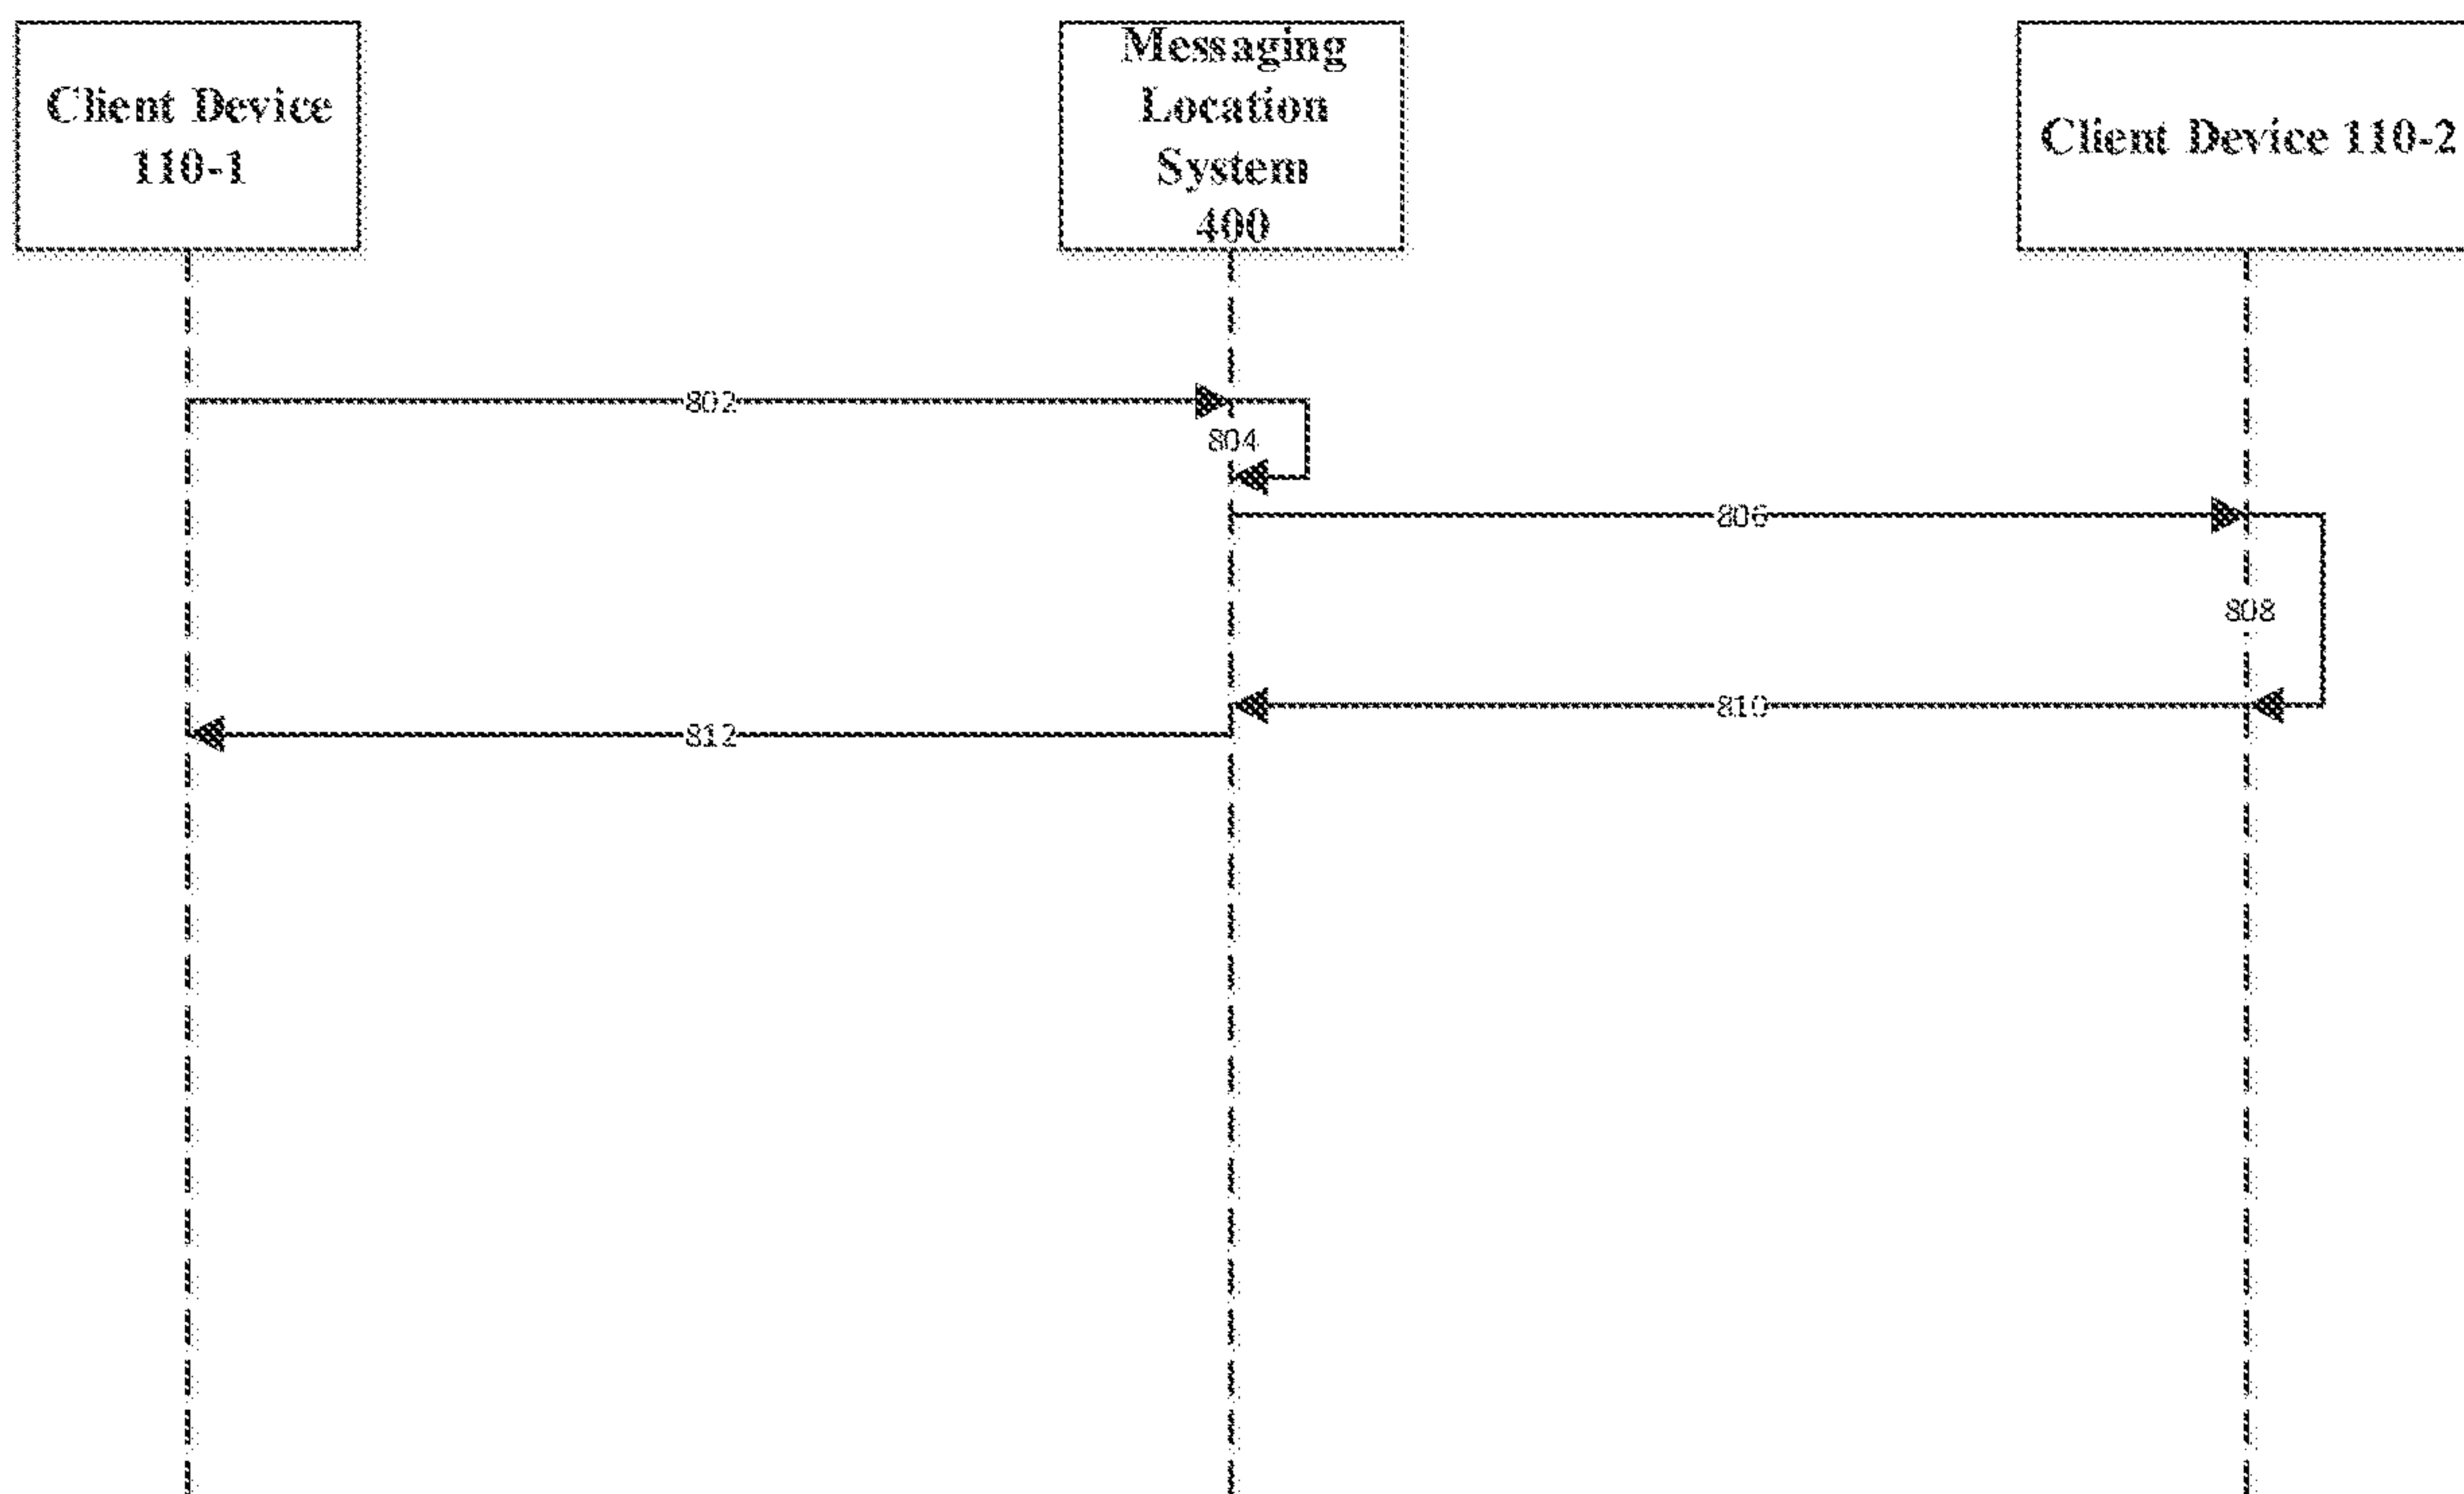 Client Device
110-1
Messaging
Location
System
400
Client Device 110-2
802
804
806
808
810
812